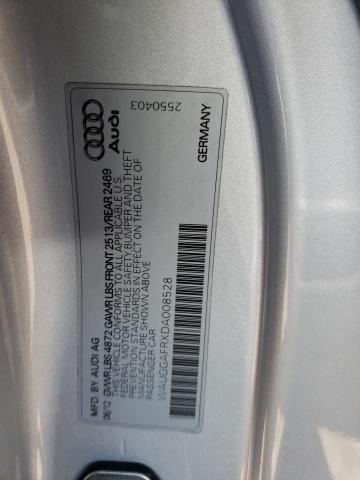 MFD. BY AUDI AG
06/12 GVWR LBS 4872 GAWR LBS FRONT 2513/REAR 2469
THIS VEHICLE CONFORMS TO ALL APPLICABLE U.S.
FEDERAL MOTOR VEHICLE SAFETY BUMPER AND THEFT
PREVENTION STANDARDS IN EFFECT ON THE DATE OF
MANUFACTURE SHOWN ABOVE
PASSENGER CAR
WAUGGAFRXDA008528
Audi
2550403
GERMANY